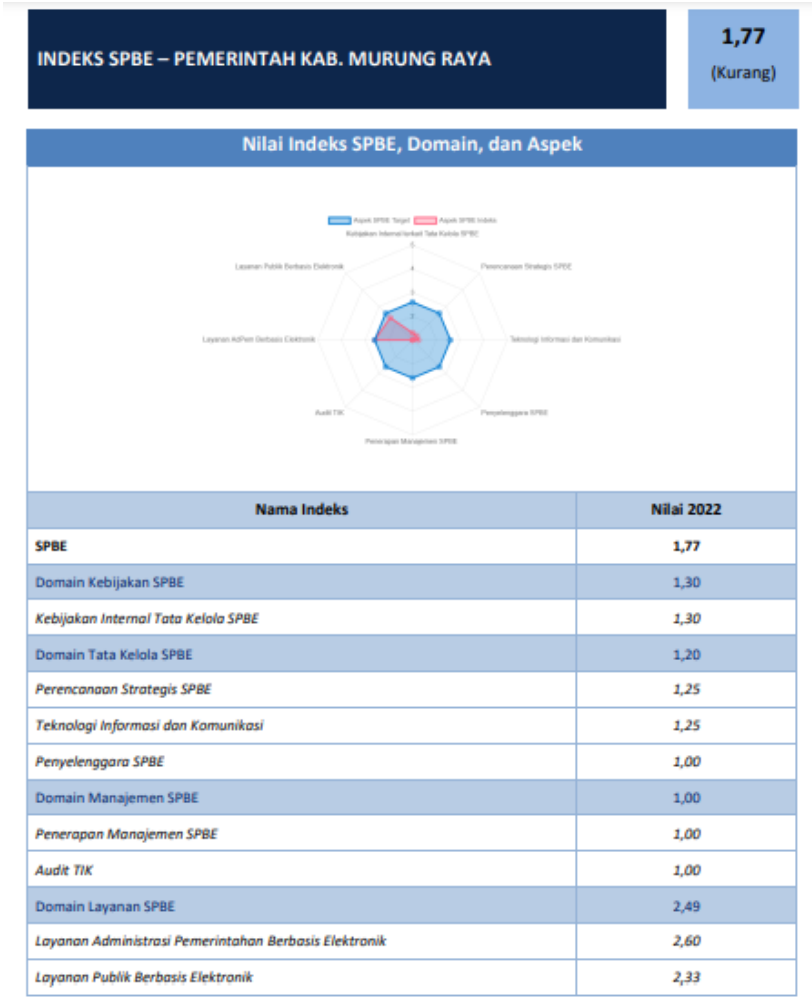 INDEKS SPBE – PEMERINTAH KAB. MURUNG RAYA
1,77
(Kurang)
Nilai Indeks SPBE, Domain, dan Aspek
Aspek SPBE Target Aspek SPBE Indeks
Kebijakan Internal terkait Tata Kelola SPBE
5
Layanan Publik Berbasis Elektronik
4
Perencanaan Strategis SPBE
3
2
Layanan AdPem Berbasis Elektronik
Teknologi Informasi dan Komunikasi
Audit TIK
Penyelenggara SPBE
Penerapan Manajemen SPBE
Nama Indeks Nilai 2022
SPBE 1,77
Domain Kebijakan SPBE 1,30
Kebijakan Internal Tata Kelola SPBE 1,30
Domain Tata Kelola SPBE 1,20
Perencanaan Strategis SPBE 1,25
Teknologi Informasi dan Komunikasi 1,25
Penyelenggara SPBE 1,00
Domain Manajemen SPBE 1,00
Penerapan Manajemen SPBE 1,00
Audit TIK 1,00
Domain Layanan SPBE 2,49
Layanan Administrasi Pemerintahan Berbasis Elektronik 2,60
Layanan Publik Berbasis Elektronik 2,33